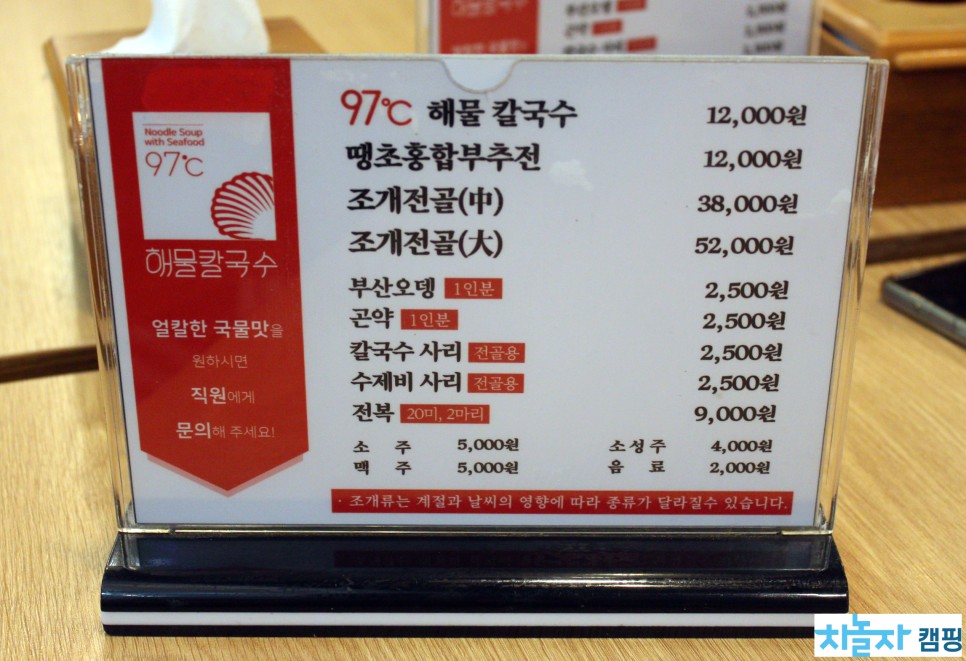 Noodle Soup
with Seafood
97℃
해물칼국수
얼칼한 국물맛을
원하시면
직원에게
문의해 주세요!
97℃ 해물 칼국수 12,000원
땡초홍합부추전 12,000원
조개전골(中) 38,000원
조개전골(大) 52,000원
부산오뎅 1인분 2,500원
곤약 1인분 2,500원
칼국수 사리 전골용 2,500원
수제비 사리 전골용 2,500원
전복 20미, 2마리 9,000원
소 주 5,000원 소성주 4,000원
맥 주 5,000원 음 료 2,000원
· 조개류는 계절과 날씨의 영향에 따라 종류가 달라질수 있습니다.
차놀자 캠핑